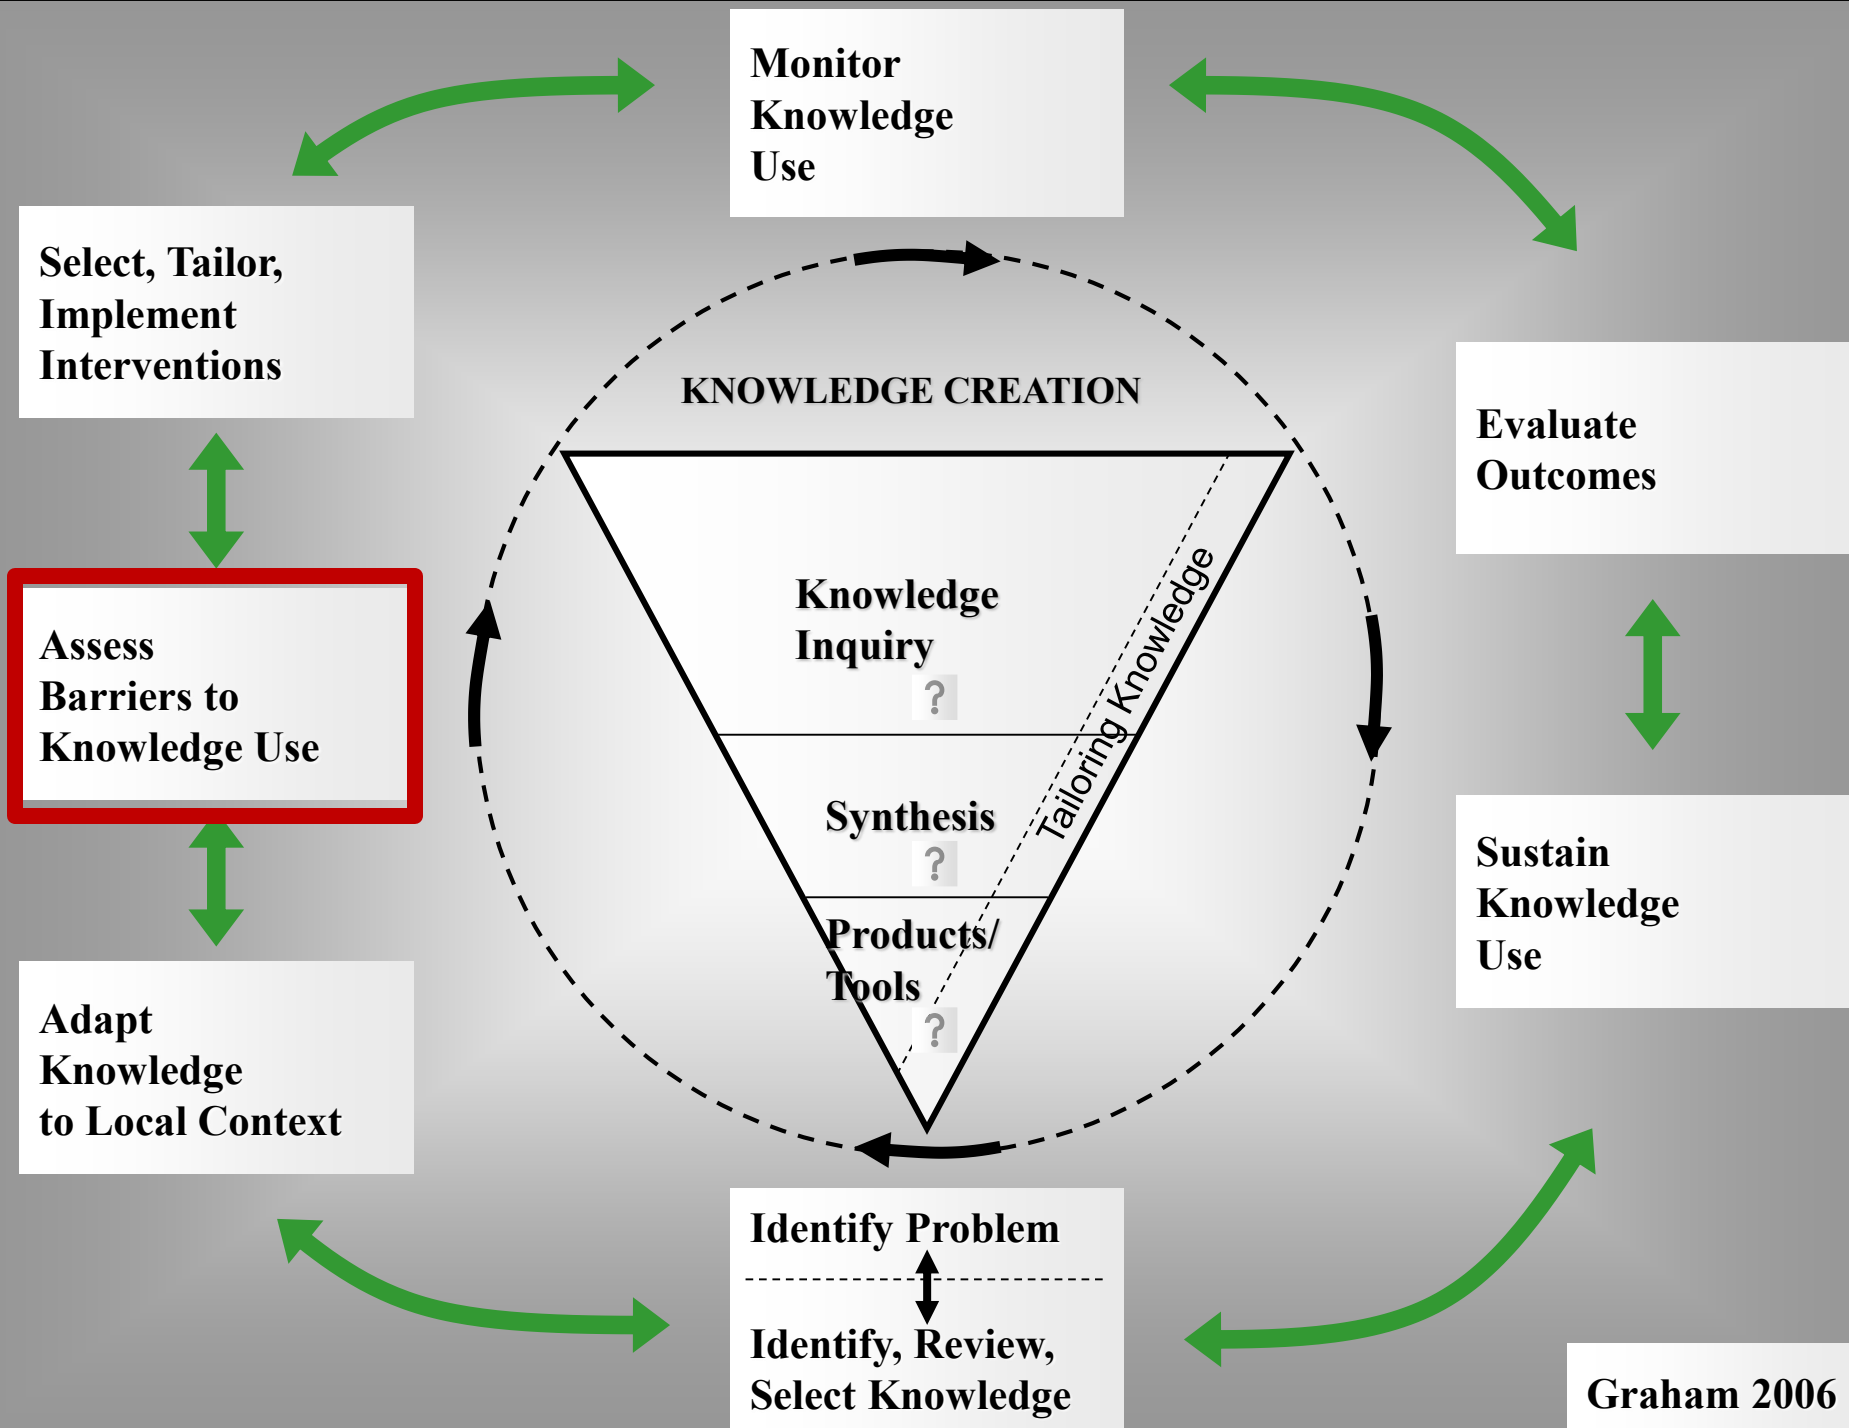 Monitor
Knowledge
Use
Select, Tailor,
Implement
Interventions
KNOWLEDGE CREATION
Evaluate
Outcomes
Knowledge
Inquiry
?
Tailoring Knowledge
Assess
Barriers to
Knowledge Use
Synthesis
?
Sustain
Knowledge
Use
Products/
Tools
?
Adapt
Knowledge
to Local Context
Identify Problem
Identify, Review,
Select Knowledge
Graham 2006